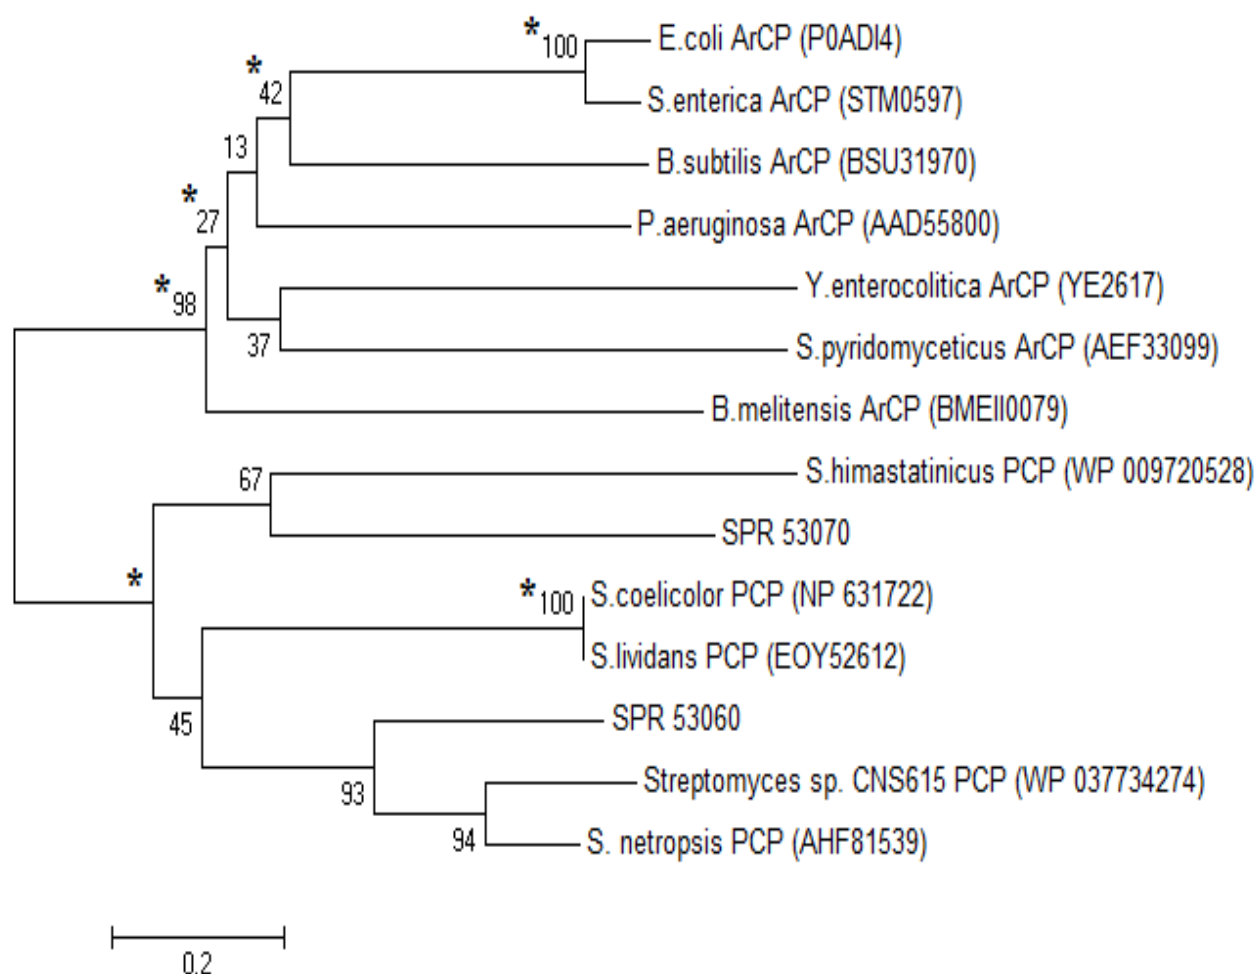 *100 E.coli ArCP (P0ADI4)
*42
S.enterica ArCP (STM0597)
13
B.subtilis ArCP (BSU31970)
*27
P.aeruginosa ArCP (AAD55800)
*98
Y.enterocolitica ArCP (YE2617)
37
S.pyridomyceticus ArCP (AEF33099)
B.melitensis ArCP (BMEII0079)
67
S.himastatinicus PCP (WP 009720528)
SPR 53070
*
*100 S.coelicolor PCP (NP 631722)
S.lividans PCP (EOY52612)
45
SPR 53060
93
Streptomyces sp. CNS615 PCP (WP 037734274)
94
S. netropsis PCP (AHF81539)
0.2